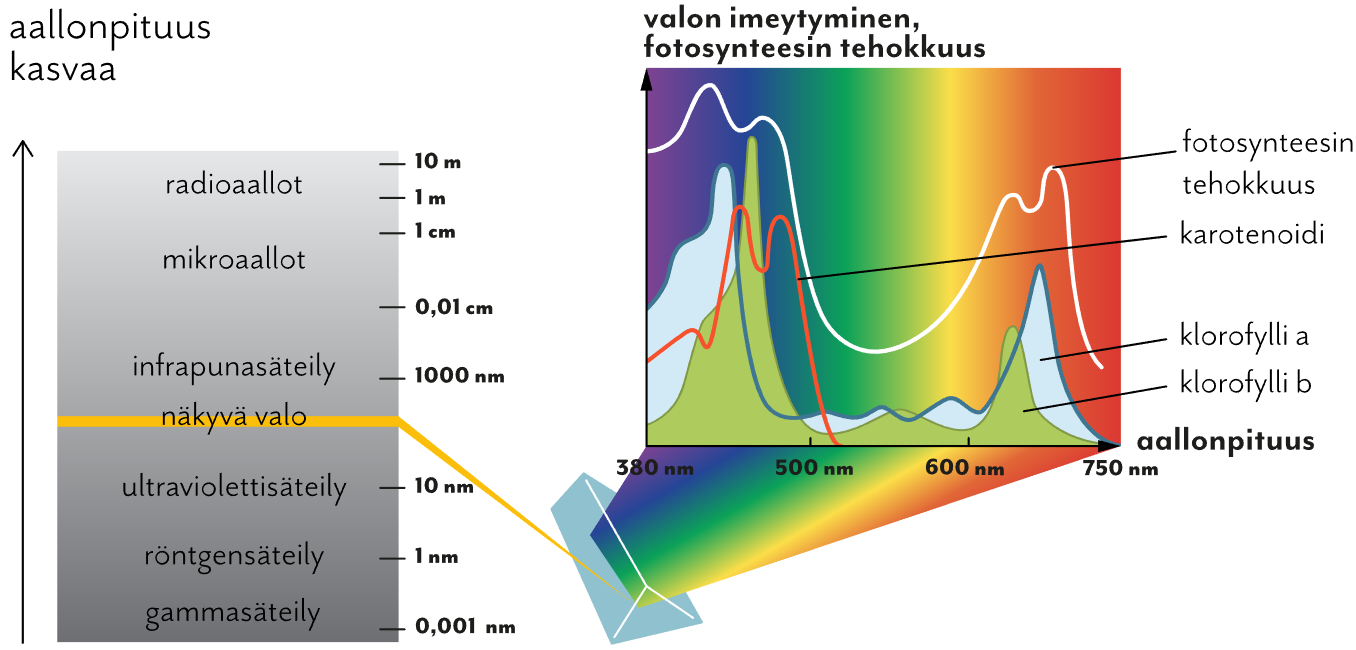 aallonpituus
kasvaa
radioaallot
10 m
1 m
1 cm
mikroaallot
0,01 cm
infrapunasäteily
1000 nm
näkyvä valo
ultraviolettisäteily
10 nm
röntgensäteily
1 nm
gammasäteily
0,001 nm
valon imeytyminen,
fotosynteesin tehokkuus
fotosynteesin
tehokkuus
karotenoidi
klorofylli a
klorofylli b
aallonpituus
380 nm
500 nm
600 nm
750 nm